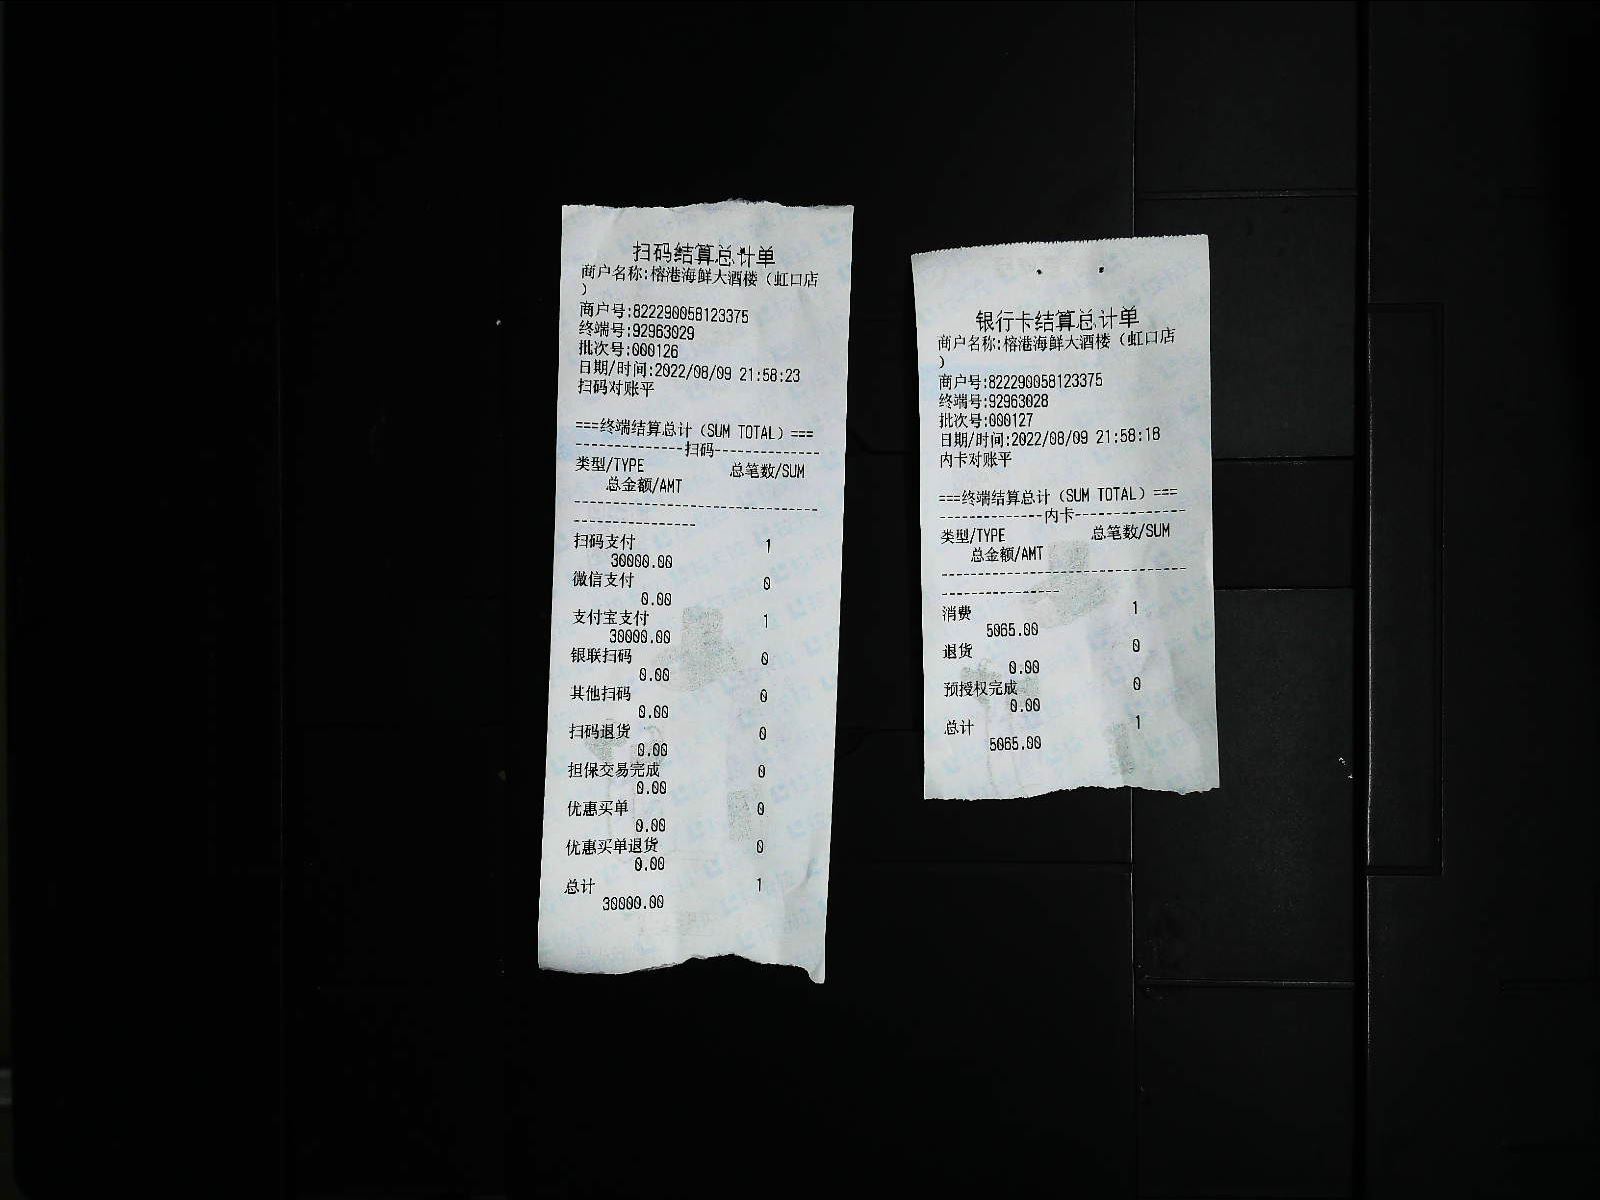 扫码结算总计单
商户名称:榕港海鲜大酒楼（虹口店
）
商户号:822290058123375
终端号:92963029
批次号:000126
日期/时间:2022/08/09 21:58:23
扫码对账平
===终端结算总计（SUM TOTAL）===
--------------扫码--------------
类型/TYPE 总笔数/SUM
总金额/AMT
--------------------------------
----------------
扫码支付 1
30000.00
微信支付 0
0.00
支付宝支付 1
30000.00
银联扫码 0
0.00
其他扫码 0
0.00
扫码退货 0
0.00
担保交易完成 0
0.00
优惠买单 0
0.00
优惠买单退货 0
0.00
总计 1
30000.00
银行卡结算总计单
商户名称:榕港海鲜大酒楼（虹口店
）
商户号:822290058123375
终端号:92963028
批次号:000127
日期/时间:2022/08/09 21:58:18
内卡对账平
===终端结算总计（SUM TOTAL）===
--------------内卡--------------
类型/TYPE 总笔数/SUM
总金额/AMT
--------------------------------
----------------
消费 1
5065.00
退货 0
0.00
预授权完成 0
0.00
总计 1
5065.00